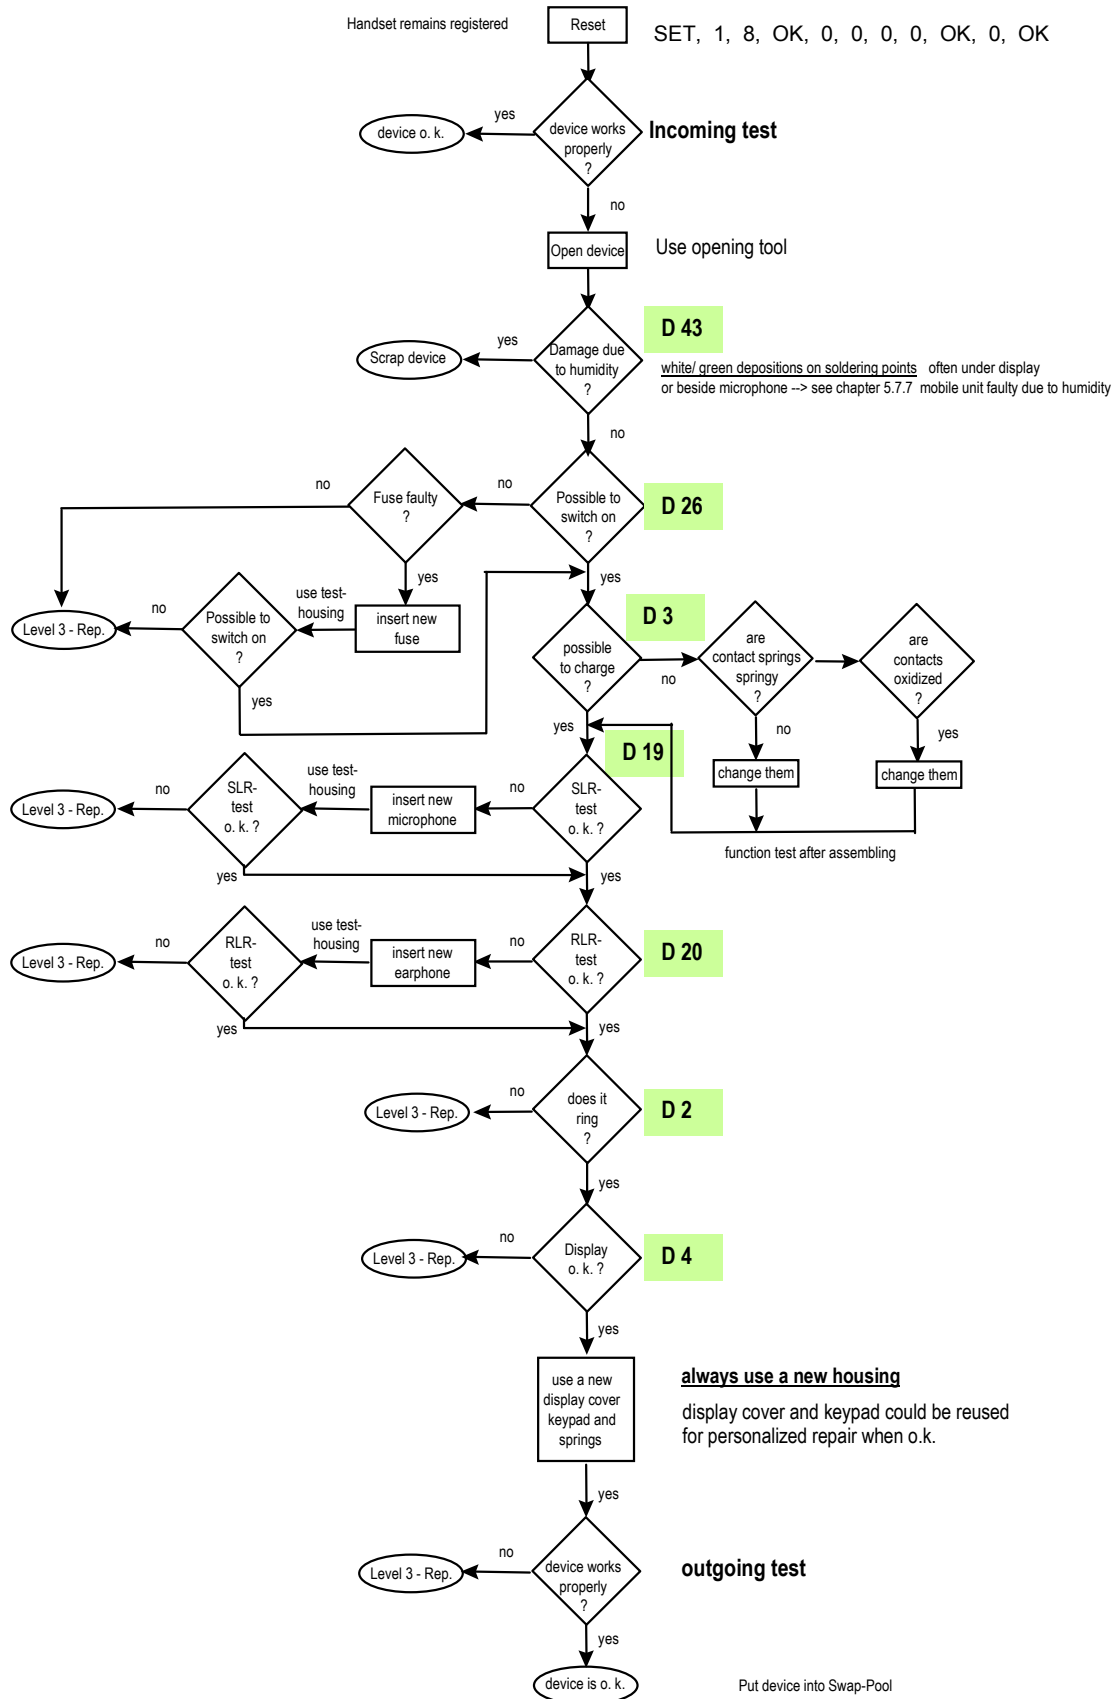 Handset remains registered
Reset
SET, 1, 8, OK, 0, 0, 0, 0, OK, 0, OK
yes
device o. k.
device works
properly
?
Incoming test
no
Open device
Use opening tool
D 43
yes
Scrap device
Damage due
to humidity
?
white/ green depositions on soldering points often under display
or beside microphone --> see chapter 5.7.7 mobile unit faulty due to humidity
no
no
Fuse faulty
?
no
Possible to
switch on
?
D 26
yes
yes
use test-
housing
no
Level 3 - Rep.
Possible to
switch on
?
insert new
fuse
D 3
possible
to charge
?
no
are
contact springs
springy
?
are
contacts
oxidized
?
yes
yes
no
yes
D 19
change them
change them
use test-
housing
no
Level 3 - Rep.
SLR-
test
o. k. ?
insert new
microphone
no
SLR-
test
o. k. ?
function test after assembling
yes
yes
use test-
housing
no
Level 3 - Rep.
RLR-
test
o. k. ?
insert new
earphone
no
RLR-
test
o. k. ?
D 20
yes
yes
no
Level 3 - Rep.
does it
ring
?
D 2
yes
no
Level 3 - Rep.
Display
o. k. ?
D 4
yes
use a new
display cover
keypad and
springs
always use a new housing
display cover and keypad could be reused
for personalized repair when o.k.
yes
no
Level 3 - Rep.
device works
properly
?
outgoing test
yes
device is o. k.
Put device into Swap-Pool